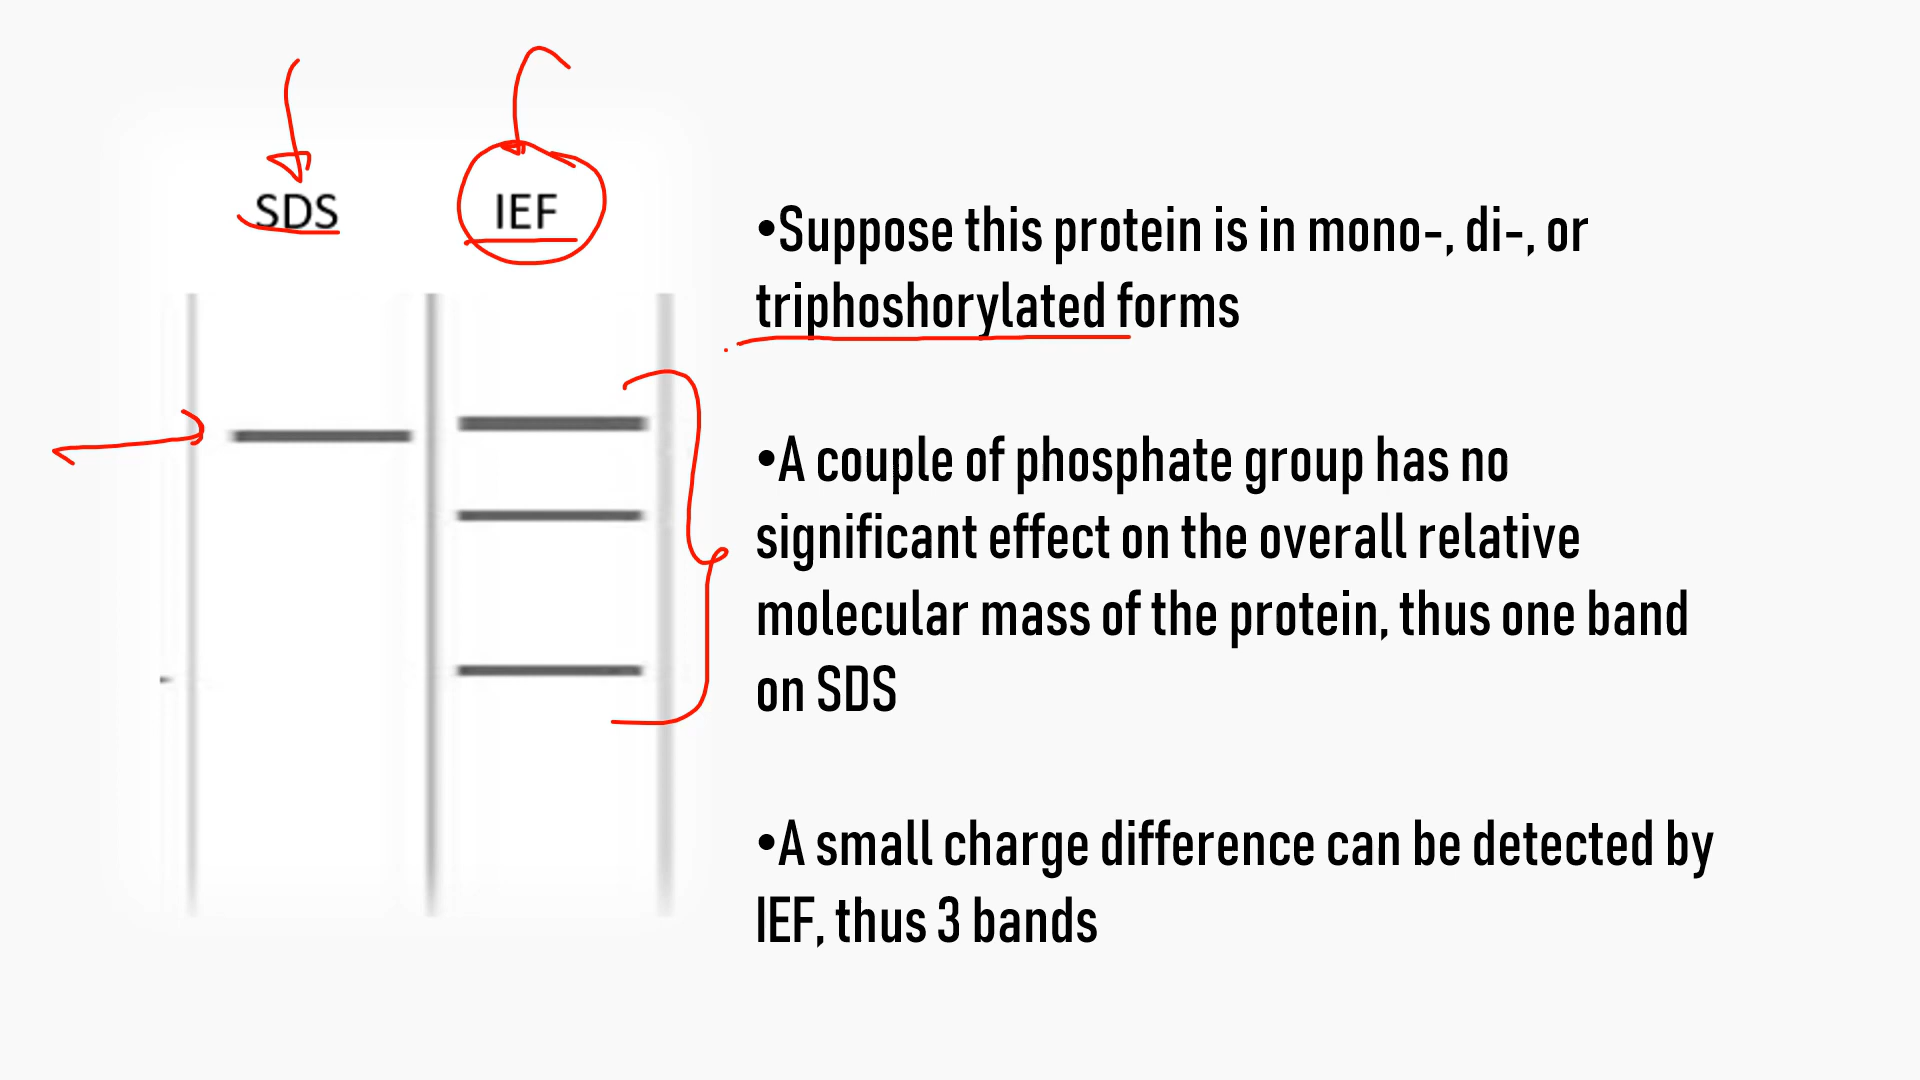 SDS IEF
•Suppose this protein is in mono-, di-, or
triphoshorylated forms
•A couple of phosphate group has no
significant effect on the overall relative
molecular mass of the protein, thus one band
on SDS
•A small charge difference can be detected by
IEF, thus 3 bands